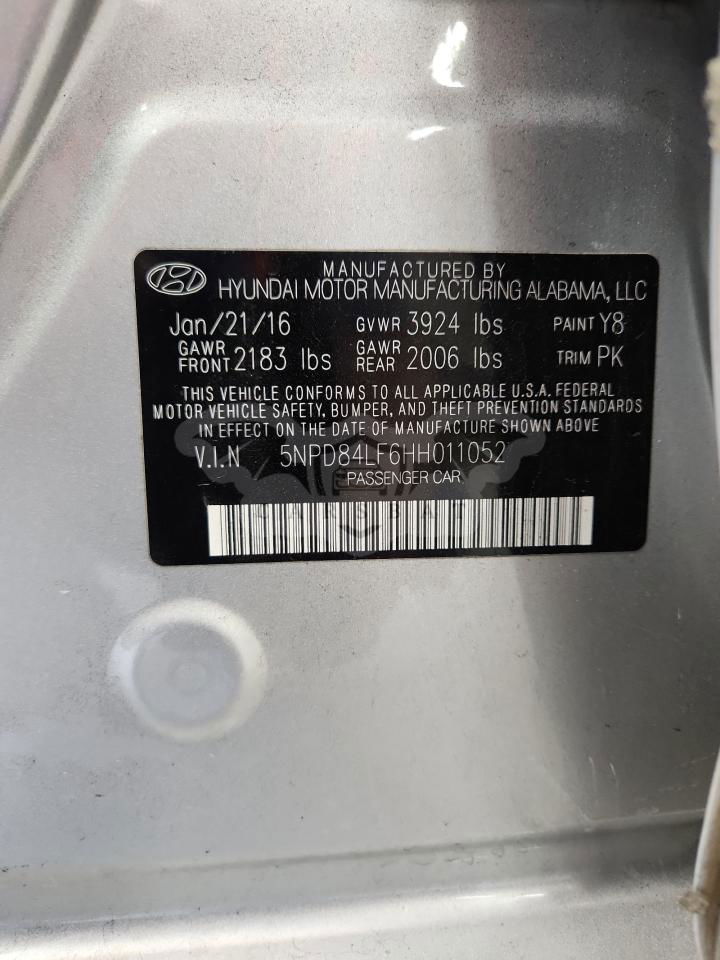 MANUFACTURED BY
HYUNDAI MOTOR MANUFACTURING ALABAMA, LLC
Jan/21/16 GVWR 3924 lbs PAINT Y8
GAWR FRONT 2183 lbs GAWR REAR 2006 lbs TRIM PK
THIS VEHICLE CONFORMS TO ALL APPLICABLE U.S.A. FEDERAL
MOTOR VEHICLE SAFETY, BUMPER, AND THEFT PREVENTION STANDARDS
IN EFFECT ON THE DATE OF MANUFACTURE SHOWN ABOVE
V.I.N 5NPD84LF6HH011052
PASSENGER CAR
CARSBAT